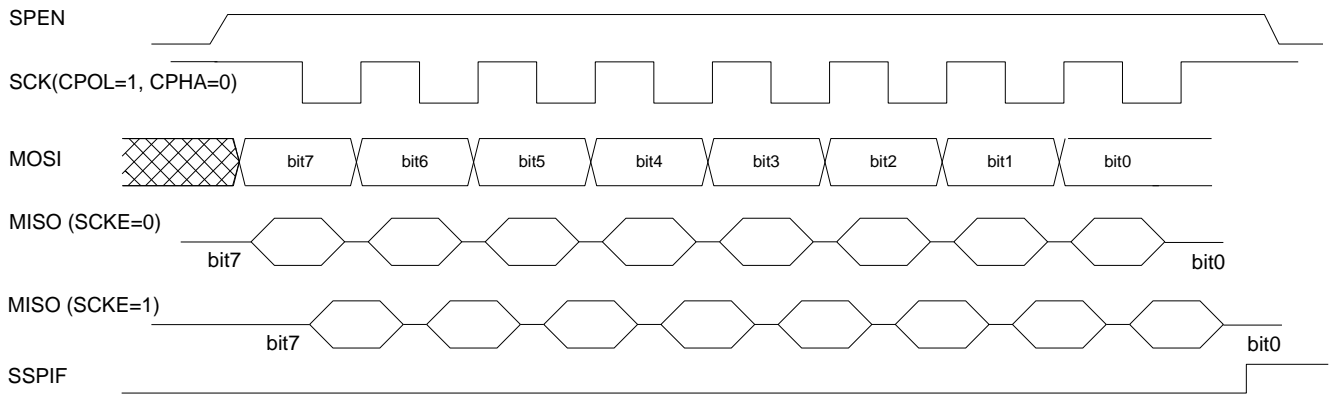 SPEN
SCK(CPOL=1, CPHA=0)
MOSI
bit7 bit6 bit5 bit4 bit3 bit2 bit1 bit0
MISO (SCKE=0)
bit7 bit0
MISO (SCKE=1)
bit7 bit0
SSPIF